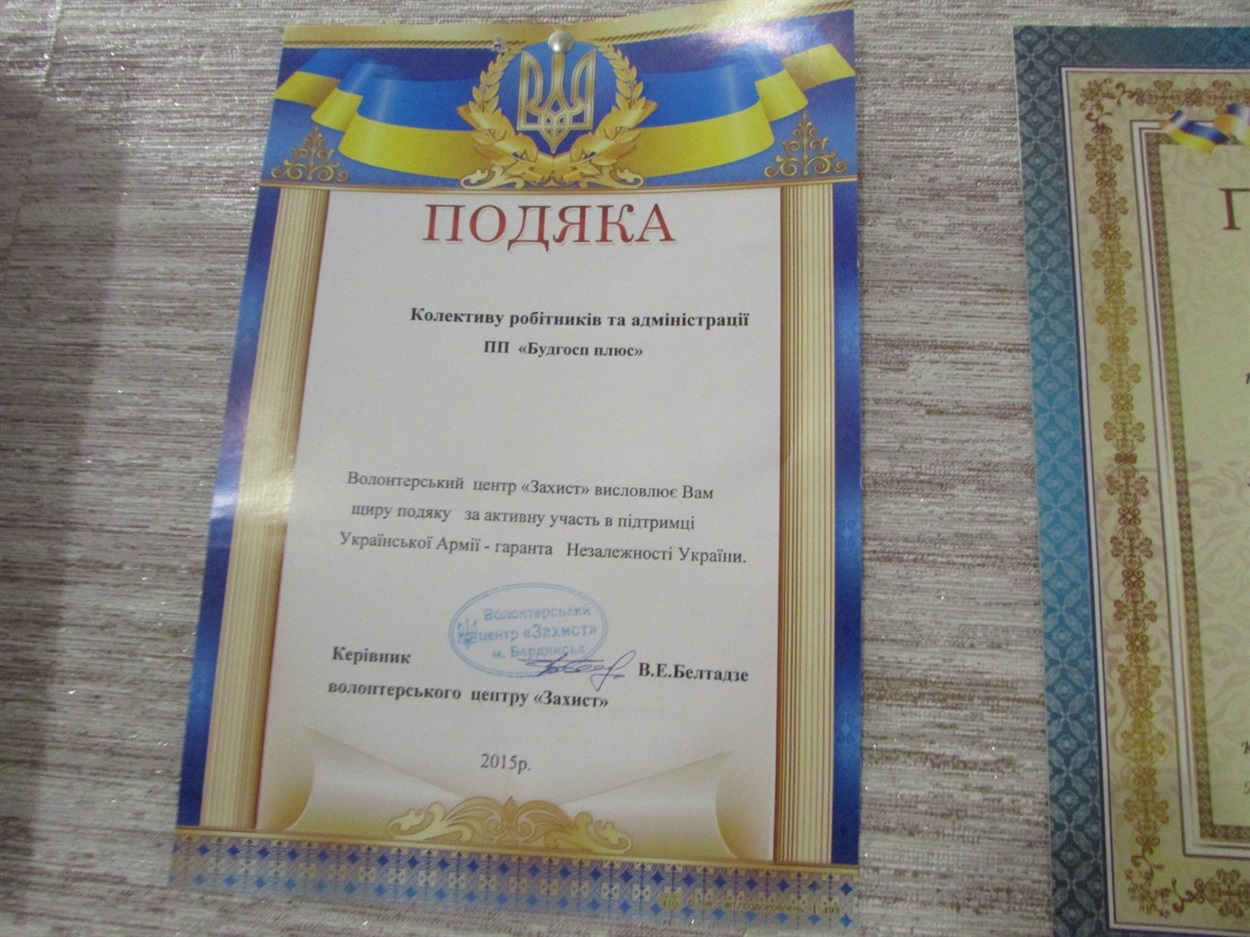 ПОДЯКА
Колективу робітників та адміністрації
ПП «Будгосп плюс»
Волонтерський центр «Захист» висловлює Вам
щиру подяку за активну участь в підтримці
Української Армії - гаранта Незалежності України.
Волонтерський
центр «Захист»
м. Бердянськ
Керівник
В.Е.Белтадзе
волонтерського центру «Захист»
2015р.
П